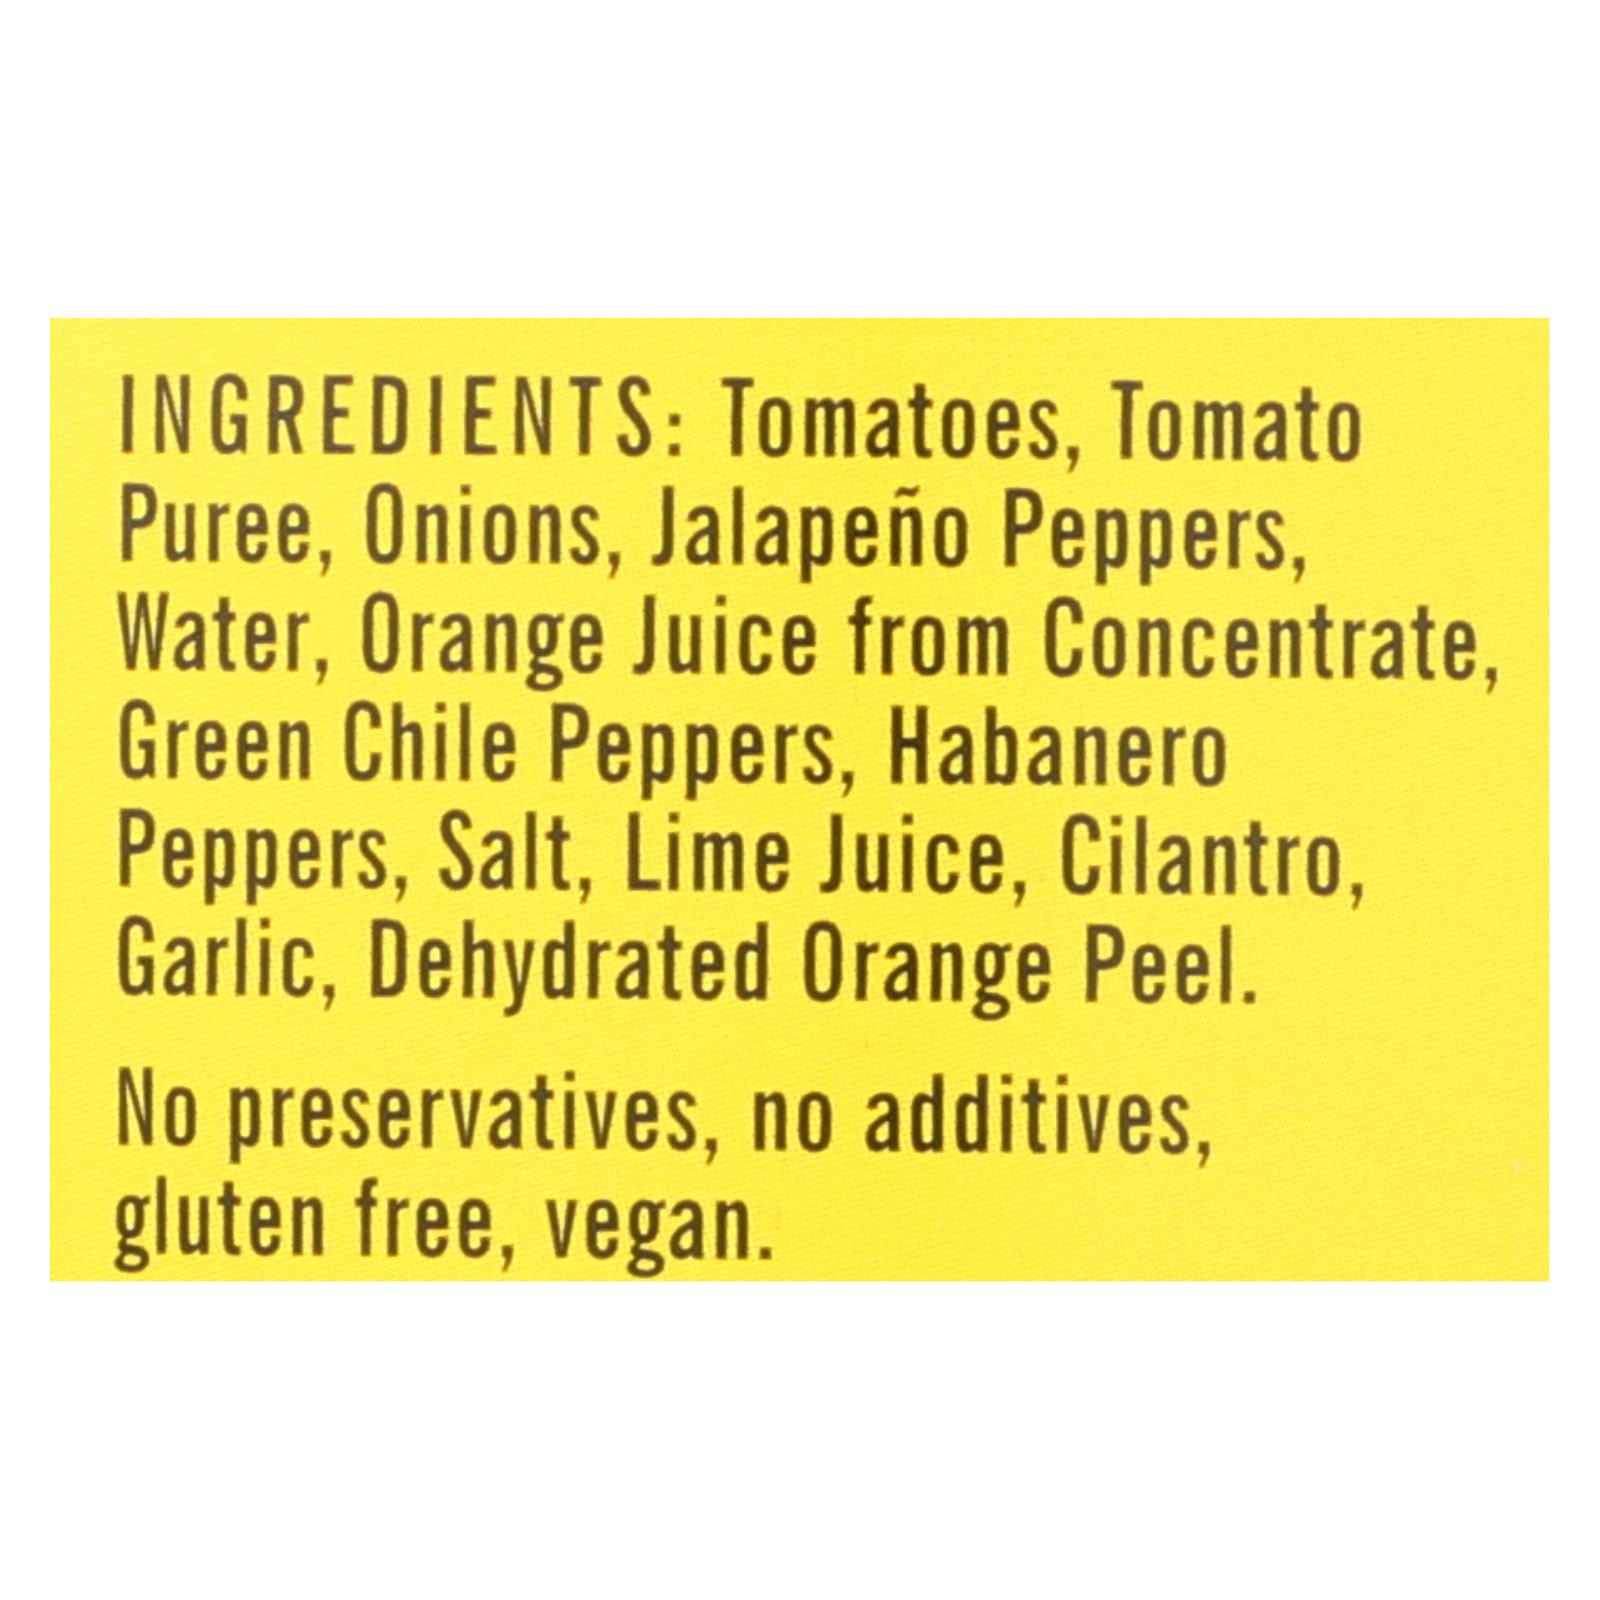 INGREDIENTS: Tomatoes, Tomato
Puree, Onions, Jalapeño Peppers,
Water, Orange Juice from Concentrate,
Green Chile Peppers, Habanero
Peppers, Salt, Lime Juice, Cilantro,
Garlic, Dehydrated Orange Peel.
No preservatives, no additives,
gluten free, vegan.